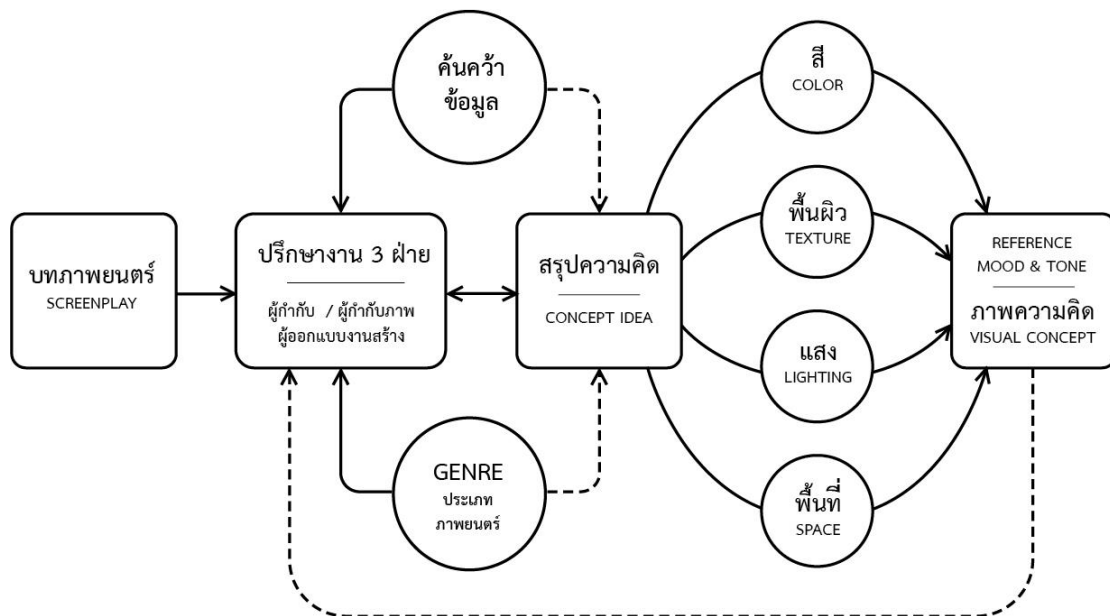 บทภาพยนตร์
SCREENPLAY
ค้นคว้า
ข้อมูล
ปรึกษางาน 3 ฝ่าย
ผู้กำกับ / ผู้กำกับภาพ
ผู้ออกแบบงานสร้าง
GENRE
ประเภท
ภาพยนตร์
สรุปความคิด
CONCEPT IDEA
สี
COLOR
พื้นผิว
TEXTURE
แสง
LIGHTING
พื้นที่
SPACE
REFERENCE
MOOD & TONE
ภาพความคิด
VISUAL CONCEPT